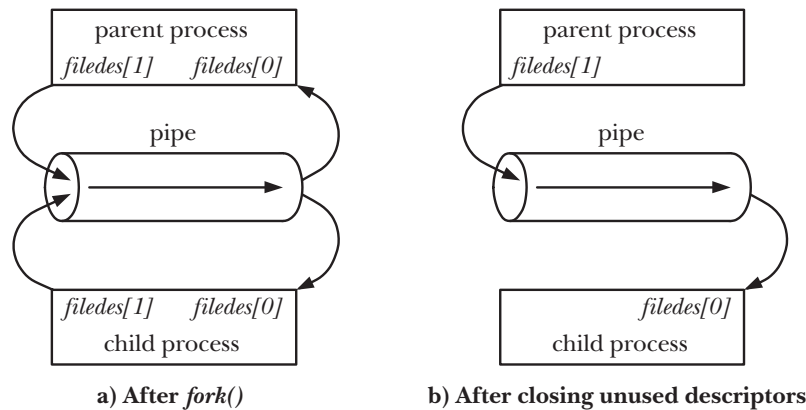 parent process
filedes[1] filedes[0]
pipe
filedes[1] filedes[0]
child process
a) After fork()
parent process
filedes[1]
pipe
filedes[0]
child process
b) After closing unused descriptors